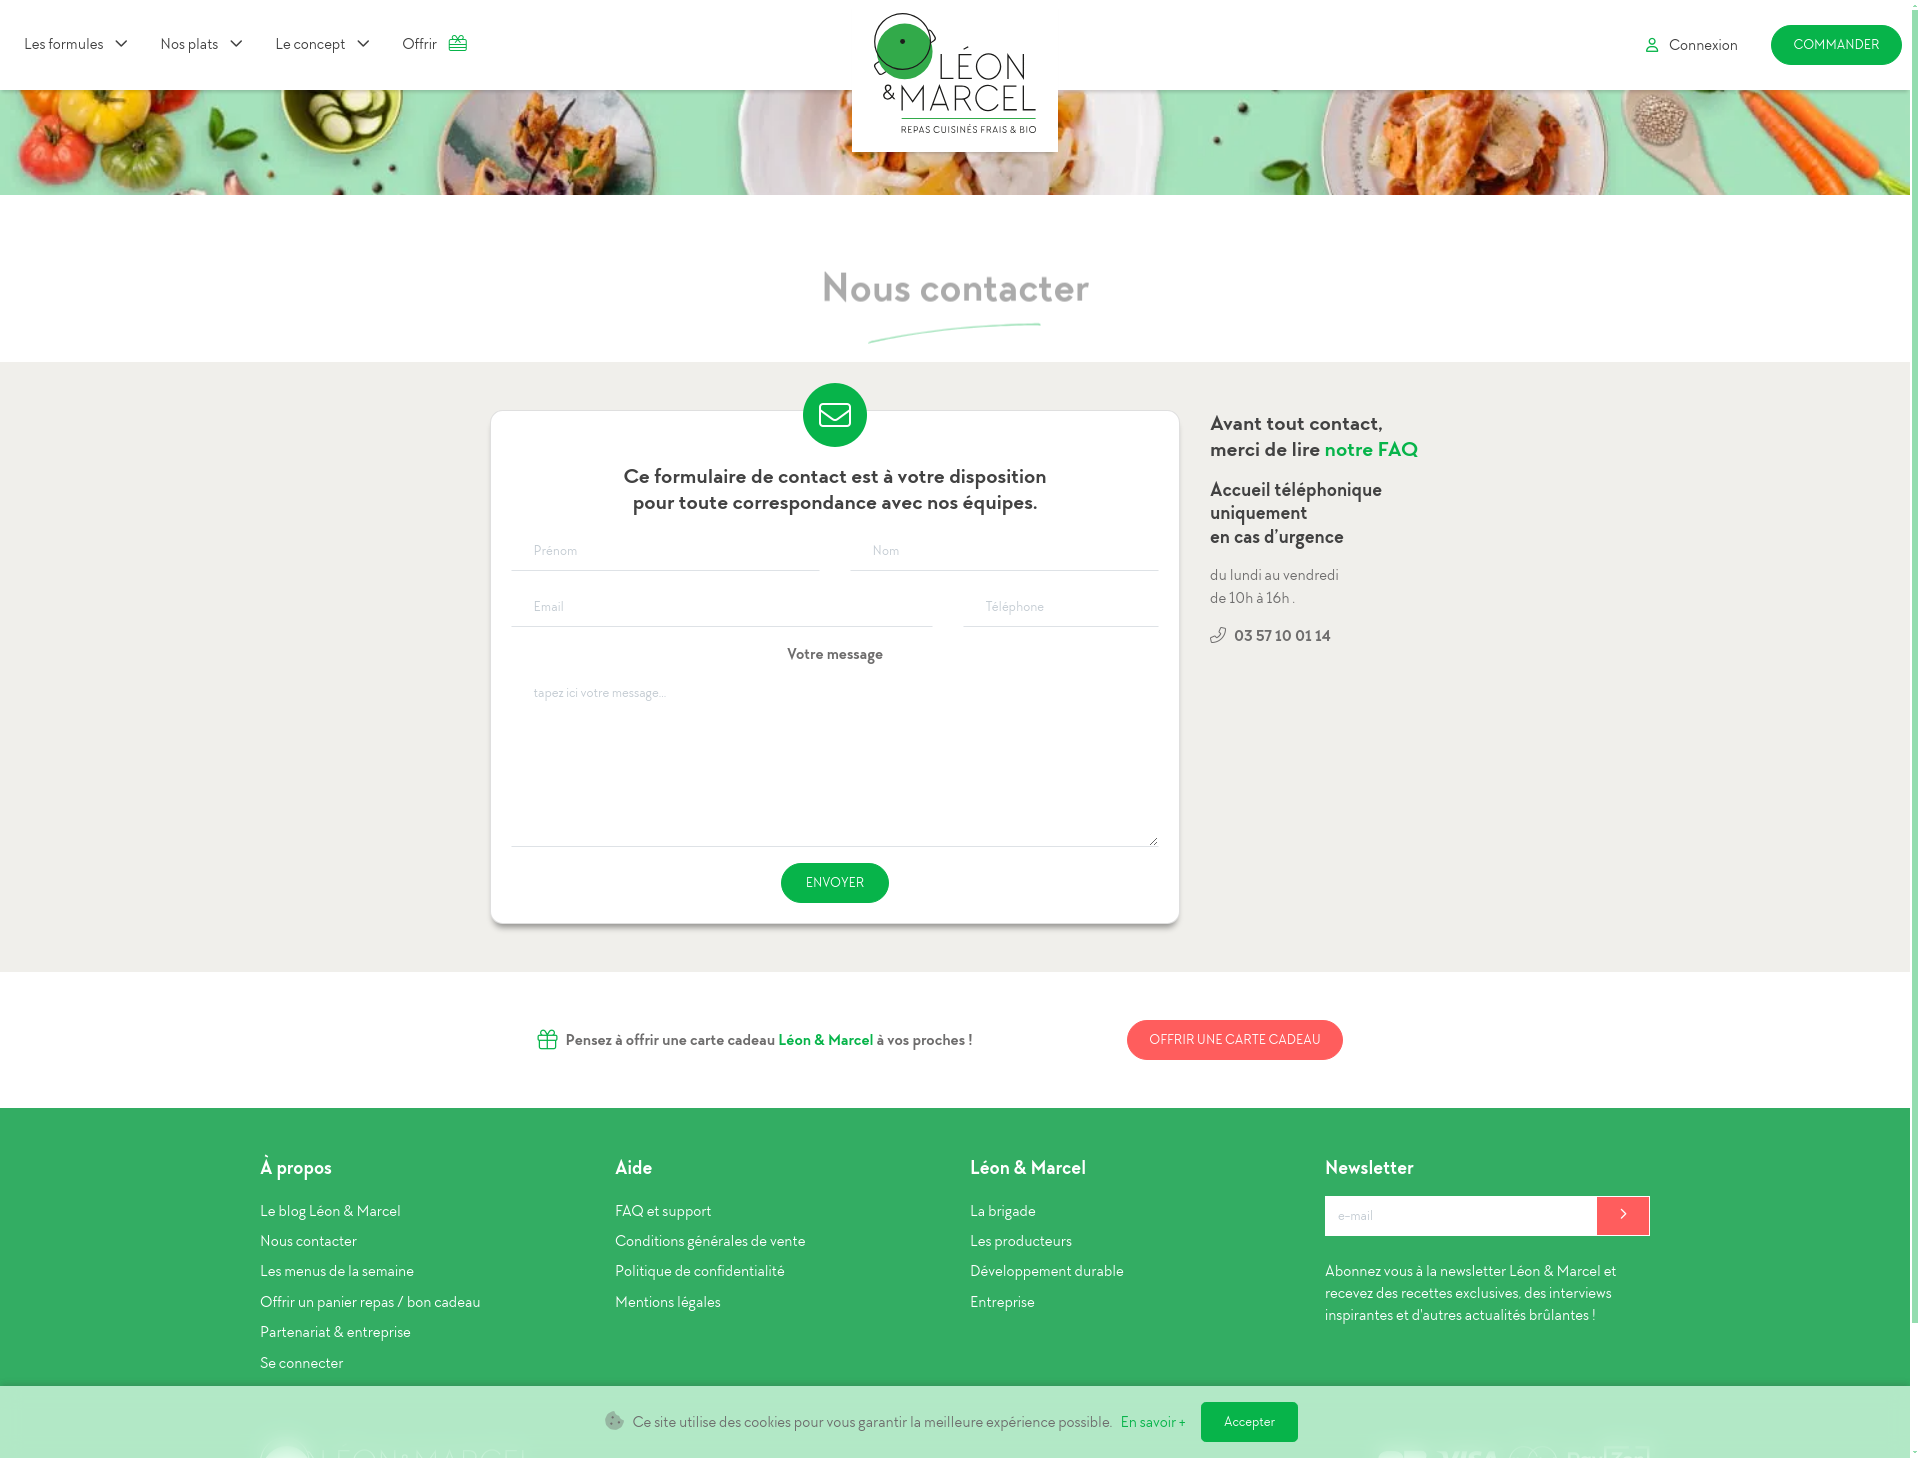 Les formules
Nos plats
Le concept
Offrir
LÉON
&MARCEL
REPAS CUISINÉS FRAIS & BIO
Connexion
COMMANDER
Nous contacter
Ce formulaire de contact est à votre disposition
pour toute correspondance avec nos équipes.
Prénom
Nom
Email
Téléphone
Votre message
tapez ici votre message...
ENVOYER
Avant tout contact,
merci de lire notre FAQ
Accueil téléphonique
uniquement
en cas d’urgence
du lundi au vendredi
de 10h à 16h .
03 57 10 01 14
Pensez à offrir une carte cadeau Léon & Marcel à vos proches !
OFFRIR UNE CARTE CADEAU
À propos
Le blog Léon & Marcel
Nous contacter
Les menus de la semaine
Offrir un panier repas / bon cadeau
Partenariat & entreprise
Se connecter
Aide
FAQ et support
Conditions générales de vente
Politique de confidentialité
Mentions légales
Léon & Marcel
La brigade
Les producteurs
Développement durable
Entreprise
Newsletter
e-mail
Abonnez vous à la newsletter Léon & Marcel et
recevez des recettes exclusives, des interviews
inspirantes et d'autres actualités brûlantes !
Ce site utilise des cookies pour vous garantir la meilleure expérience possible. En savoir +
Accepter
LÉON & MARCEL
VISA